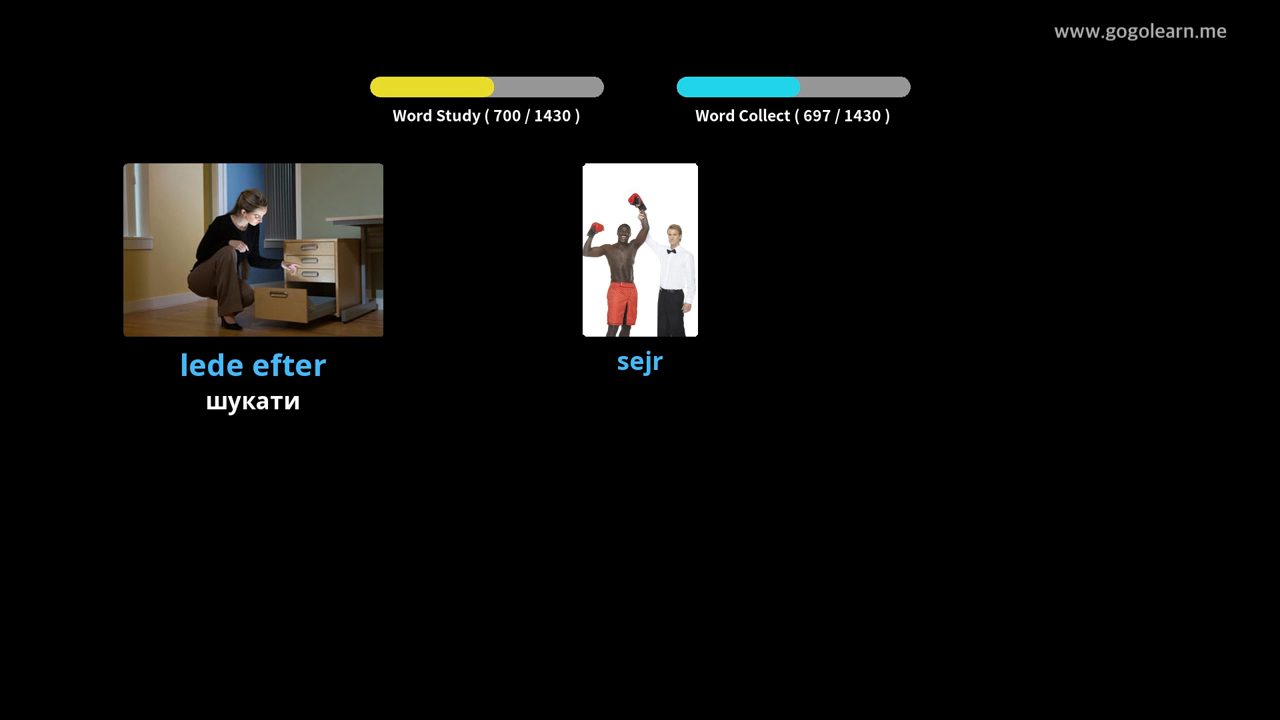 www.gogolearn.me
Word Study ( 700 / 1430 )
Word Collect ( 697 / 1430 )
lede efter
шукати
sejr